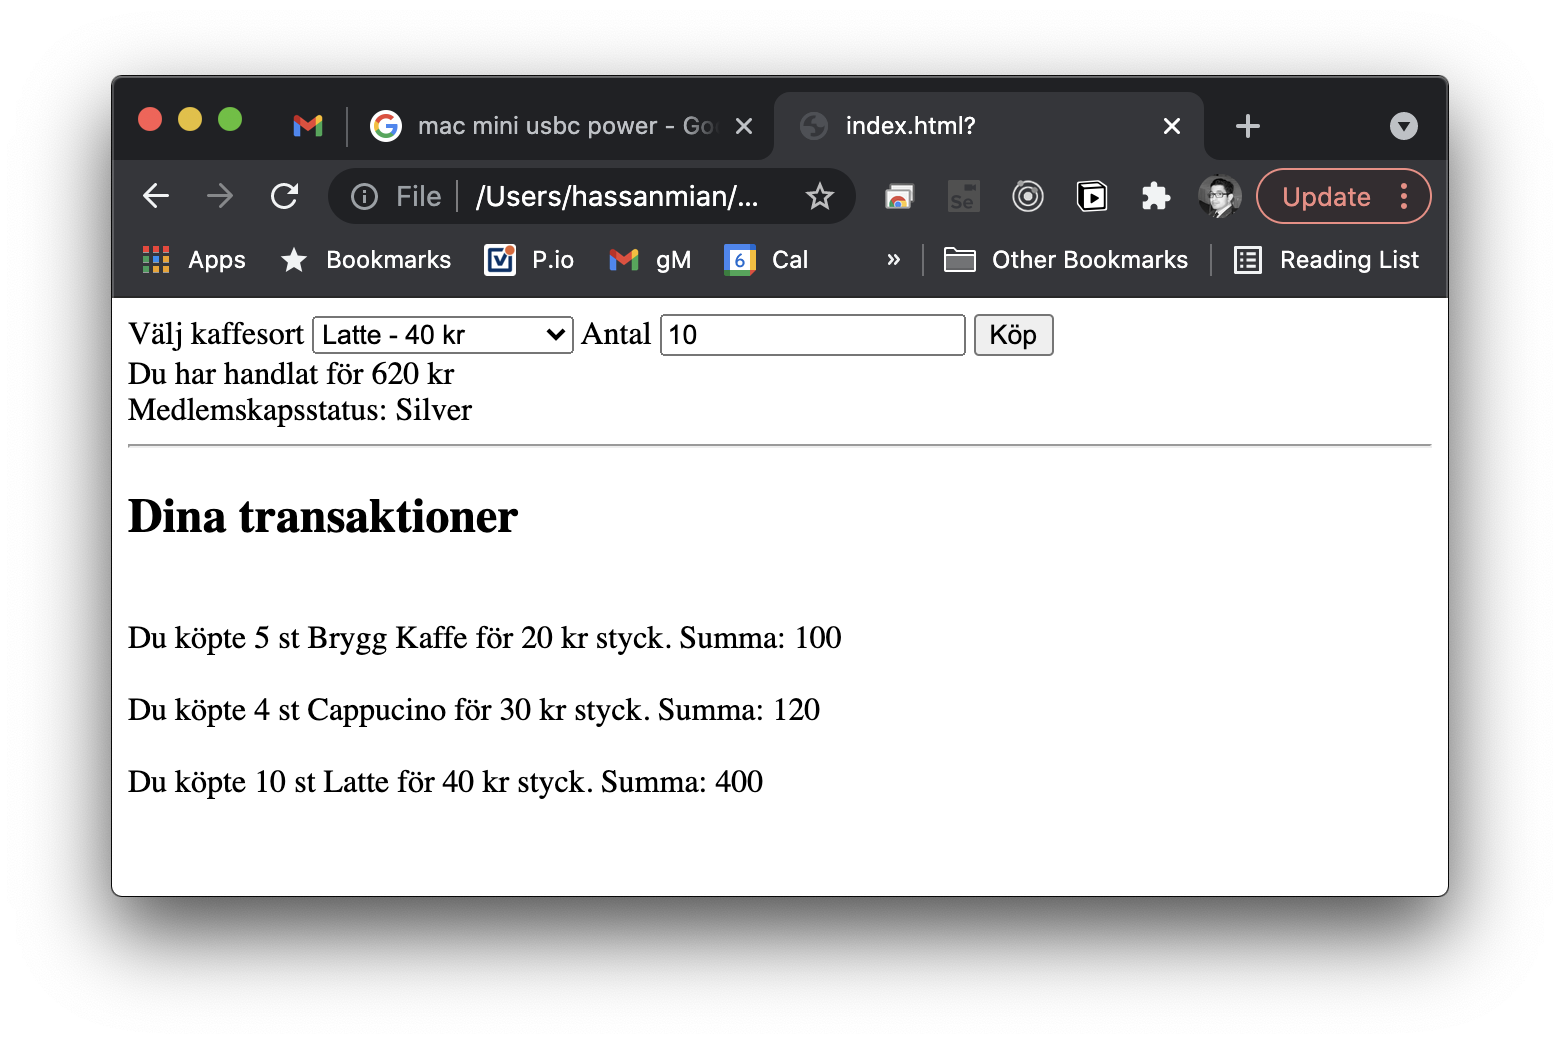 mac mini usbc power - Goo
index.html?
File /Users/hassanmian/...
Se
Update
Apps Bookmarks P.io gM 6 Cal » Other Bookmarks Reading List
Välj kaffesort Latte - 40 kr Antal 10 Köp
Du har handlat för 620 kr
Medlemskapsstatus: Silver
Dina transaktioner
Du köpte 5 st Brygg Kaffe för 20 kr styck. Summa: 100
Du köpte 4 st Cappucino för 30 kr styck. Summa: 120
Du köpte 10 st Latte för 40 kr styck. Summa: 400